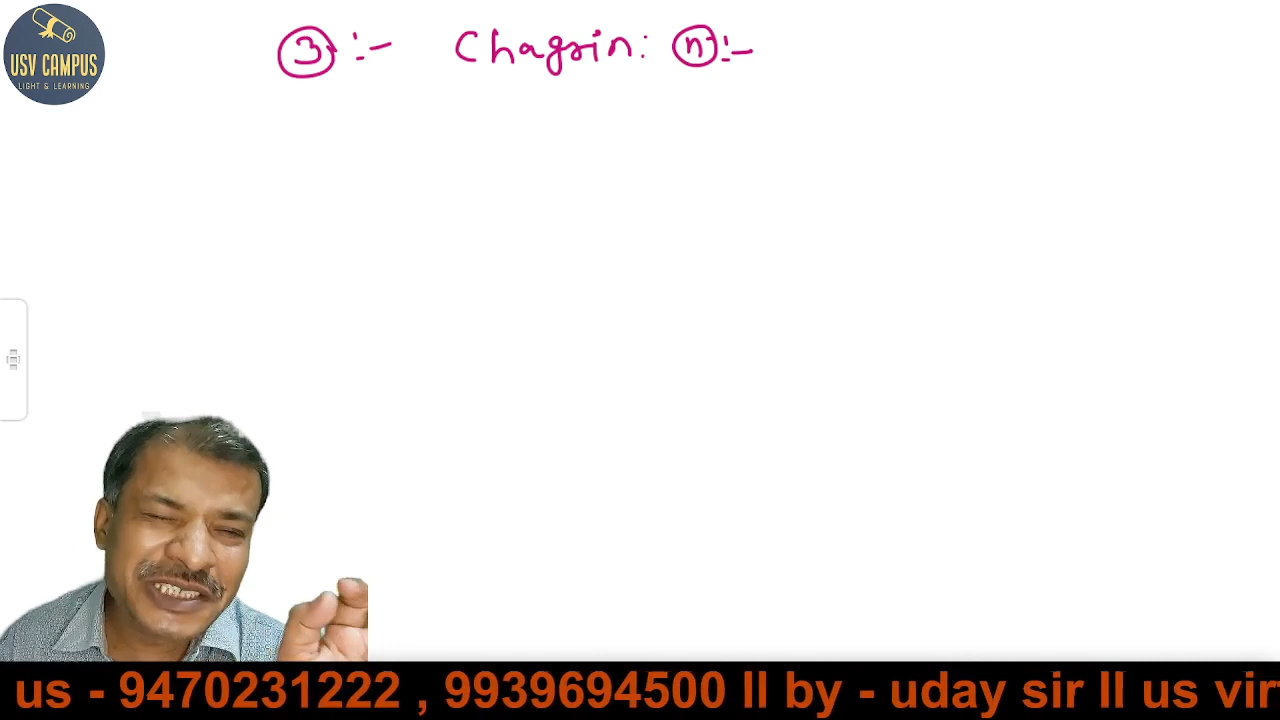 USV CAMPUS
LIGHT & LEARNING
3 :- Chagrin: n :-
us - 9470231222 , 9939694500 ll by - uday sir ll us vir